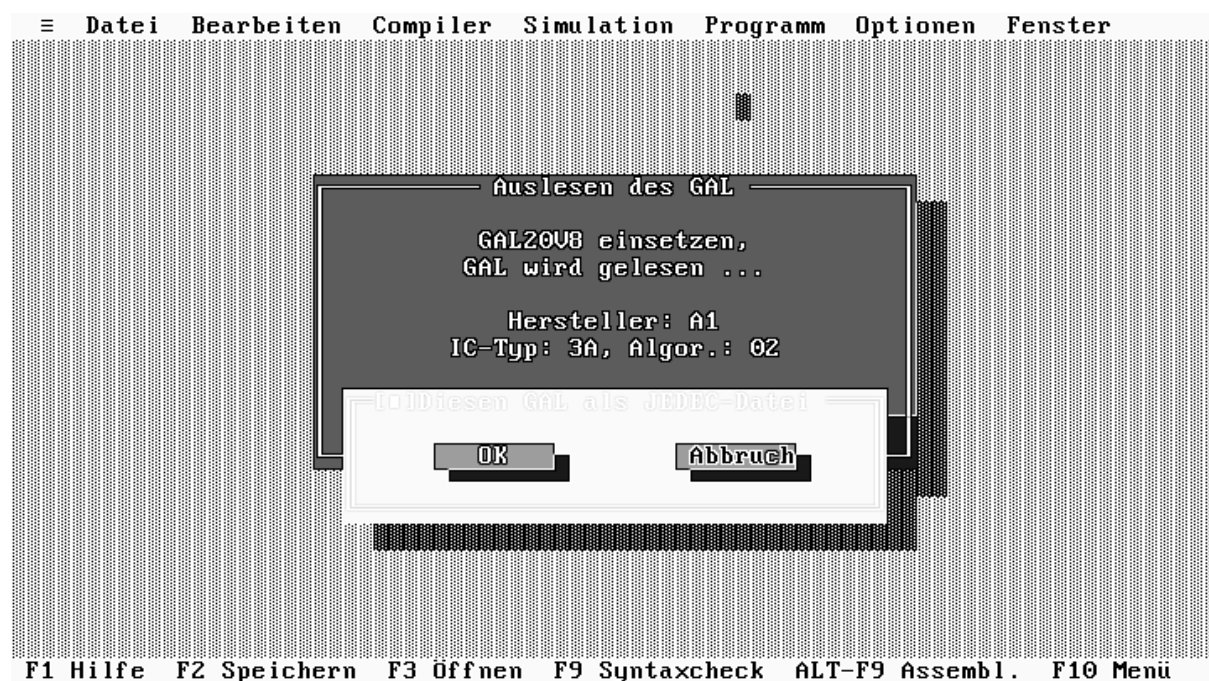 ≡ Datei Bearbeiten Compiler Simulation Programm Optionen Fenster
Auslesen des GAL
GAL20V8 einsetzen,
GAL wird gelesen ...
Hersteller: A1
IC-Typ: 3A, Algor.: 02
[■]Diesen GAL als JEDEC-Datei
OK Abbruch
F1 Hilfe F2 Speichern F3 Öffnen F9 Syntaxcheck ALT-F9 Assembl. F10 Menü